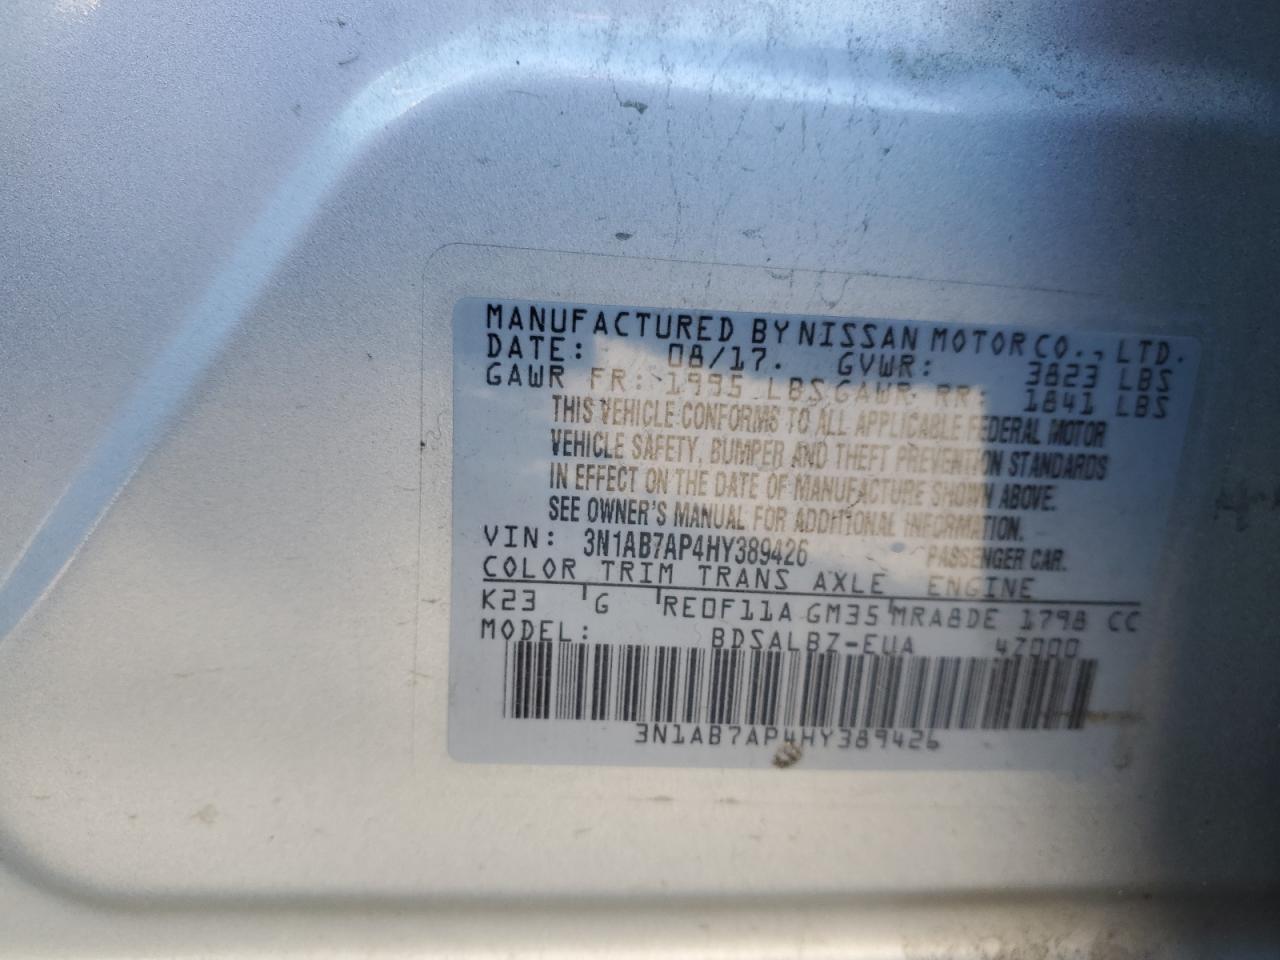 MANUFACTURED BY NISSAN MOTOR CO., LTD.
DATE: 08/17. GVWR: 3823 LBS
GAWR FR: 1995 LBS GAWR RR: 1841 LBS
THIS VEHICLE CONFORMS TO ALL APPLICABLE FEDERAL MOTOR
VEHICLE SAFETY, BUMPER AND THEFT PREVENTION STANDARDS
IN EFFECT ON THE DATE OF MANUFACTURE SHOWN ABOVE.
SEE OWNER'S MANUAL FOR ADDITIONAL INFORMATION.
VIN: 3N1AB7AP4HY389426 PASSENGER CAR.
COLOR TRIM TRANS AXLE ENGINE
K23 G RE0F11A GM35 MRA8DE 1798 CC
MODEL: BDSALBZ-EUA 4Z000
3N1AB7AP4HY389426